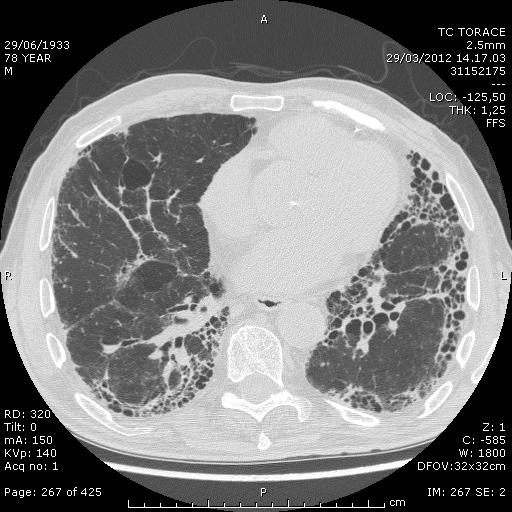 A
29/06/1933
78 YEAR
M
TC TORACE
2.5mm
29/03/2012 14.17.03
31152175
LOC: -125,50
THK: 1,25
FFS
R
L
RD: 320
Tilt: 0
mA: 150
KVp: 140
Acq no: 1
Z: 1
C: -585
W: 1800
DFOV:32x32cm
Page: 267 of 425
P
cm
IM: 267 SE: 2